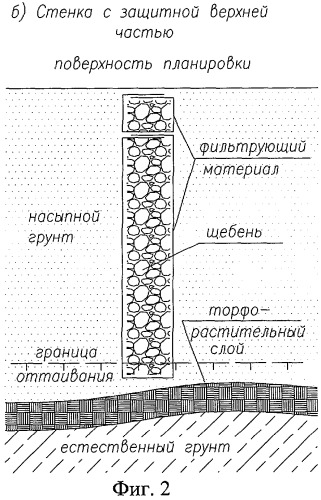 б) Стенка с защитной верхней
частью
поверхность планировки
фильтрующий
материал
насыпной
грунт
щебень
торфо-
растительный
слой
граница
оттаивания
естественный грунт
Фиг. 2